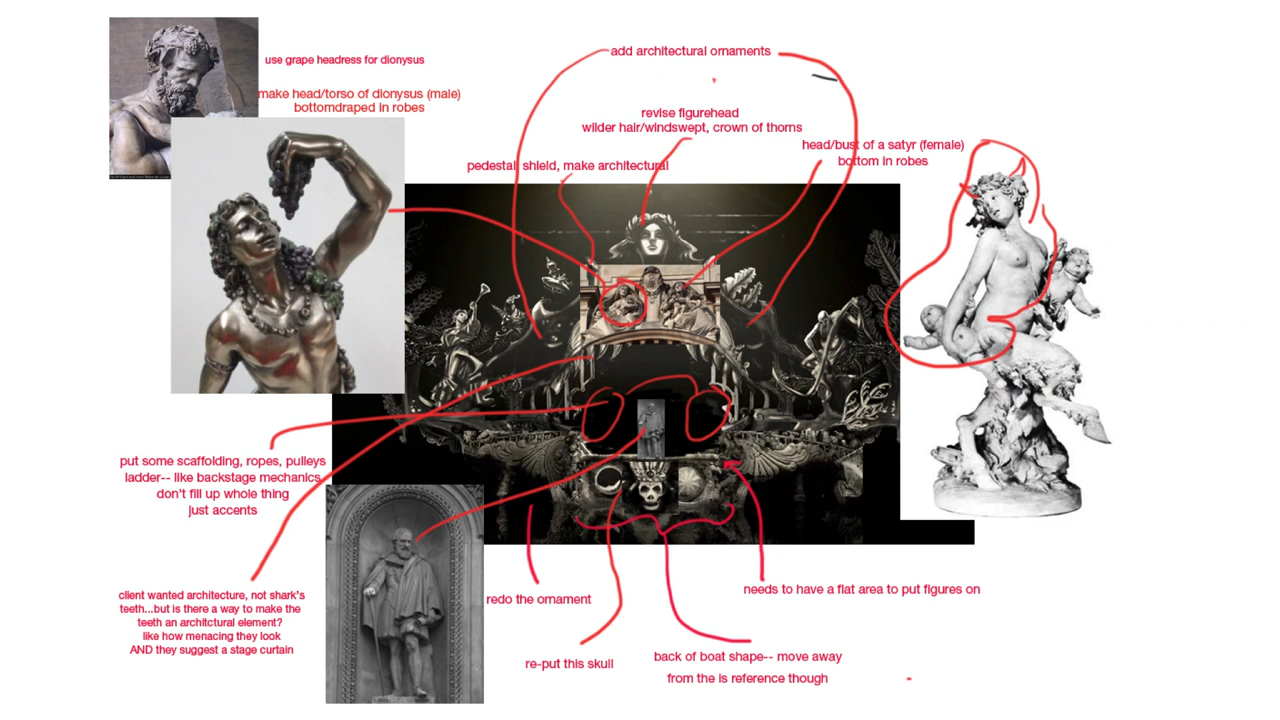 use grape headress for dionysus
make head/torso of dionysus (male)
bottomdraped in robes
add architectural ornaments
revise figurehead
wilder hair/windswept, crown of thorns
head/bust of a satyr (female)
bottom in robes
pedestal, shield, make architectural
put some scaffolding, ropes, pulleys
ladder-- like backstage mechanics
don't fill up whole thing
just accents
client wanted architecture, not shark's
teeth...but is there a way to make the
teeth an architctural element?
like how menacing they look
AND they suggest a stage curtain
redo the ornament
needs to have a flat area to put figures on
re-put this skull
back of boat shape-- move away
from the is reference though